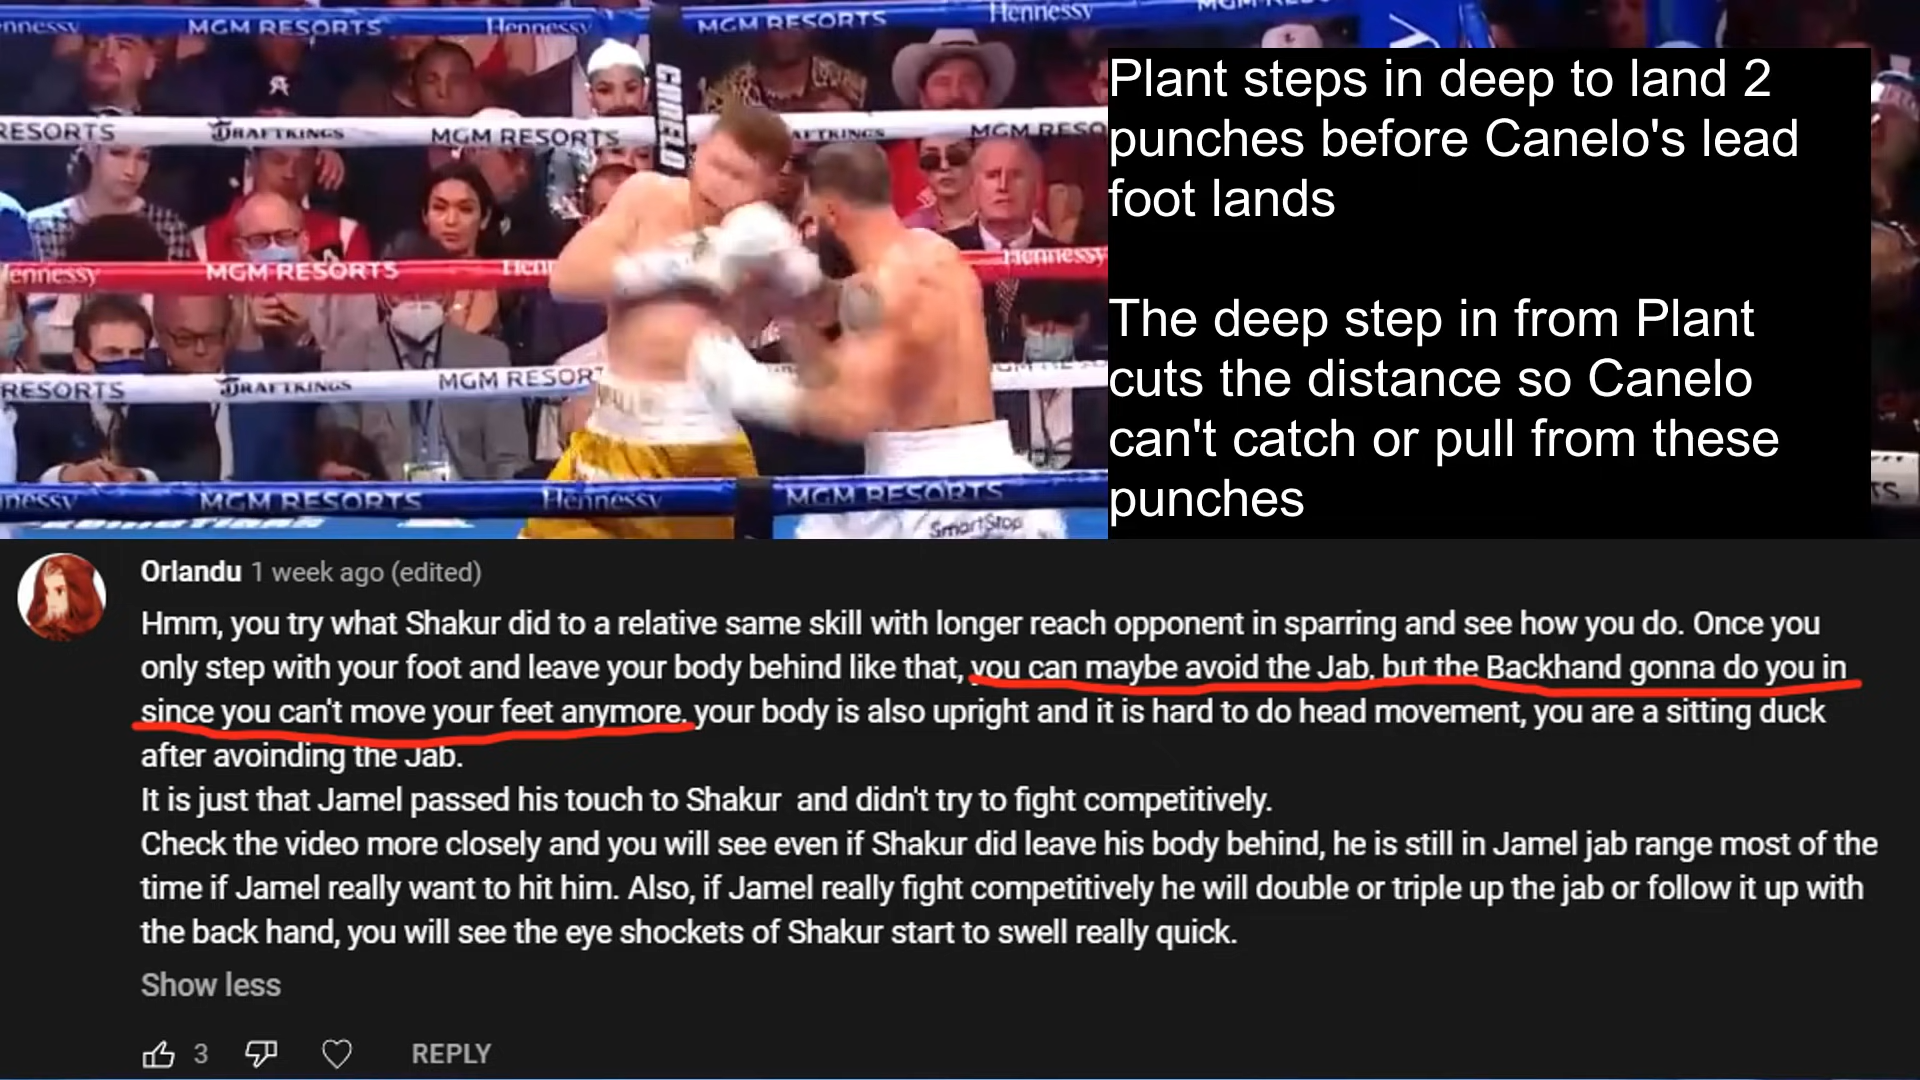 ennessy MGM RESORTS Hennessy MGM RESORTS Hennessy
CANELO
RESORTS DRAFTKINGS MGM RESORTS AFTKINGS MGM RESO
ennessy MGM RESORTS Henn Hennessy
RESORTS DRAFTKINGS MGM RESORT
nessy MGM RESORTS Hennessy MGM RESORTS
SmartStop
Plant steps in deep to land 2
punches before Canelo's lead
foot lands
The deep step in from Plant
cuts the distance so Canelo
can't catch or pull from these
punches
Orlandu 1 week ago (edited)
Hmm, you try what Shakur did to a relative same skill with longer reach opponent in sparring and see how you do. Once you
only step with your foot and leave your body behind like that, you can maybe avoid the Jab, but the Backhand gonna do you in
since you can't move your feet anymore. your body is also upright and it is hard to do head movement, you are a sitting duck
after avoinding the Jab.
It is just that Jamel passed his touch to Shakur and didn't try to fight competitively.
Check the video more closely and you will see even if Shakur did leave his body behind, he is still in Jamel jab range most of the
time if Jamel really want to hit him. Also, if Jamel really fight competitively he will double or triple up the jab or follow it up with
the back hand, you will see the eye shockets of Shakur start to swell really quick.
Show less
3 REPLY